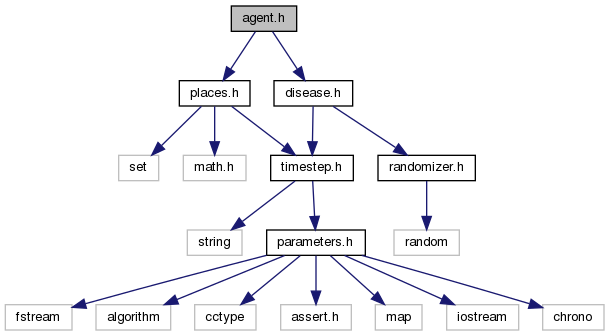 agent.h
places.h
disease.h
set
math.h
timestep.h
randomizer.h
string
parameters.h
random
fstream
algorithm
cctype
assert.h
map
iostream
chrono